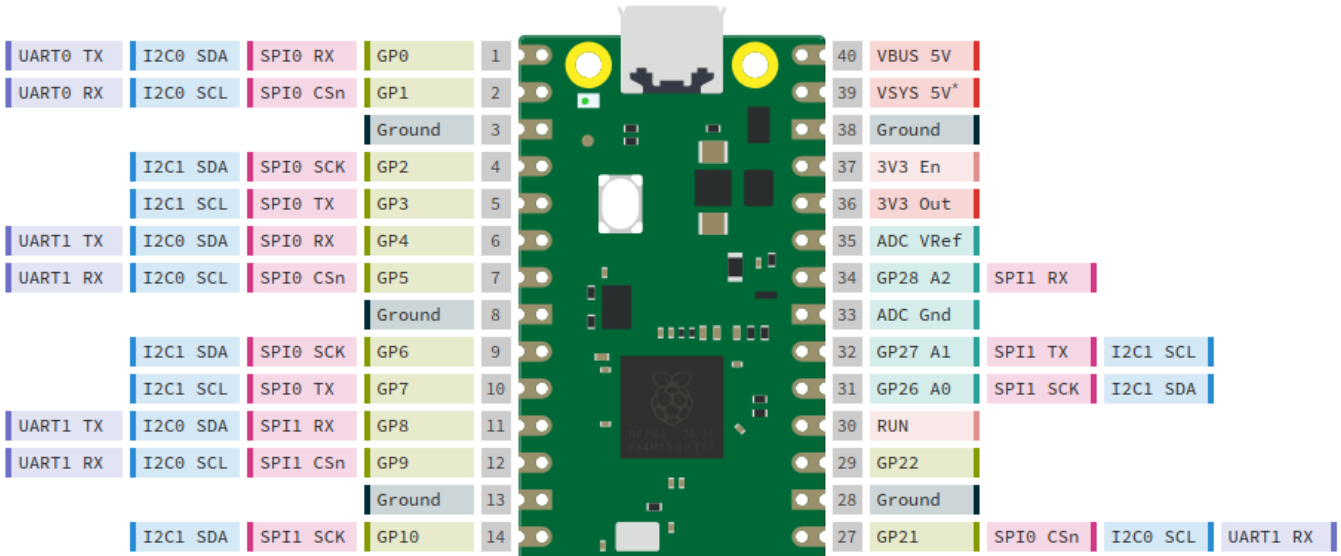 UART0 TX I2C0 SDA SPI0 RX GP0 1 40 VBUS 5V
UART0 RX I2C0 SCL SPI0 CSn GP1 2 39 VSYS 5V*
Ground 3 38 Ground
I2C1 SDA SPI0 SCK GP2 4 37 3V3 En
I2C1 SCL SPI0 TX GP3 5 36 3V3 Out
UART1 TX I2C0 SDA SPI0 RX GP4 6 35 ADC VRef
UART1 RX I2C0 SCL SPI0 CSn GP5 7 34 GP28 A2 SPI1 RX
Ground 8 33 ADC Gnd
I2C1 SDA SPI0 SCK GP6 9 32 GP27 A1 SPI1 TX I2C1 SCL
I2C1 SCL SPI0 TX GP7 10 31 GP26 A0 SPI1 SCK I2C1 SDA
UART1 TX I2C0 SDA SPI1 RX GP8 11 30 RUN
UART1 RX I2C0 SCL SPI1 CSn GP9 12 29 GP22
Ground 13 28 Ground
I2C1 SDA SPI1 SCK GP10 14 27 GP21 SPI0 CSn I2C0 SCL UART1 RX